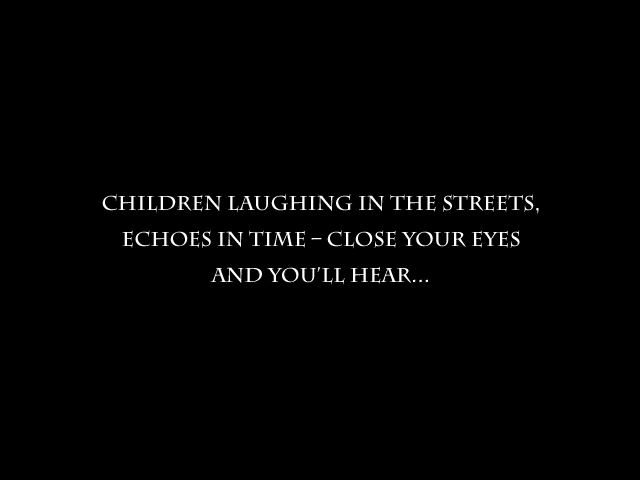 CHILDREN LAUGHING IN THE STREETS,
ECHOES IN TIME – CLOSE YOUR EYES
AND YOU'LL HEAR...